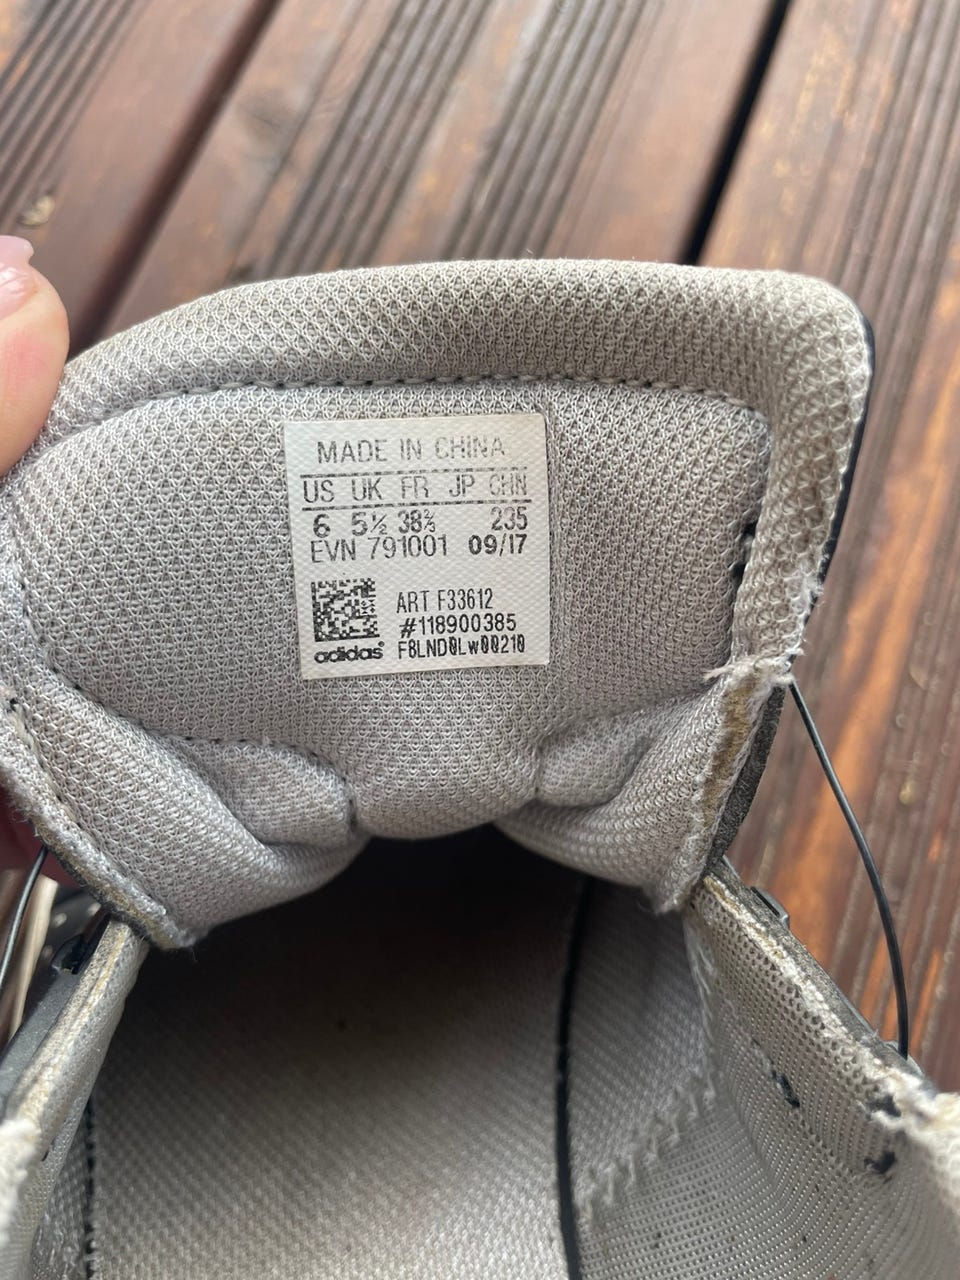 MADE IN CHINA
US UK FR JP CHN
6 5½ 38⅔ 235
EVN 791001 09/17
ART F33612
#118900385
adidas F8LND0Lw00210